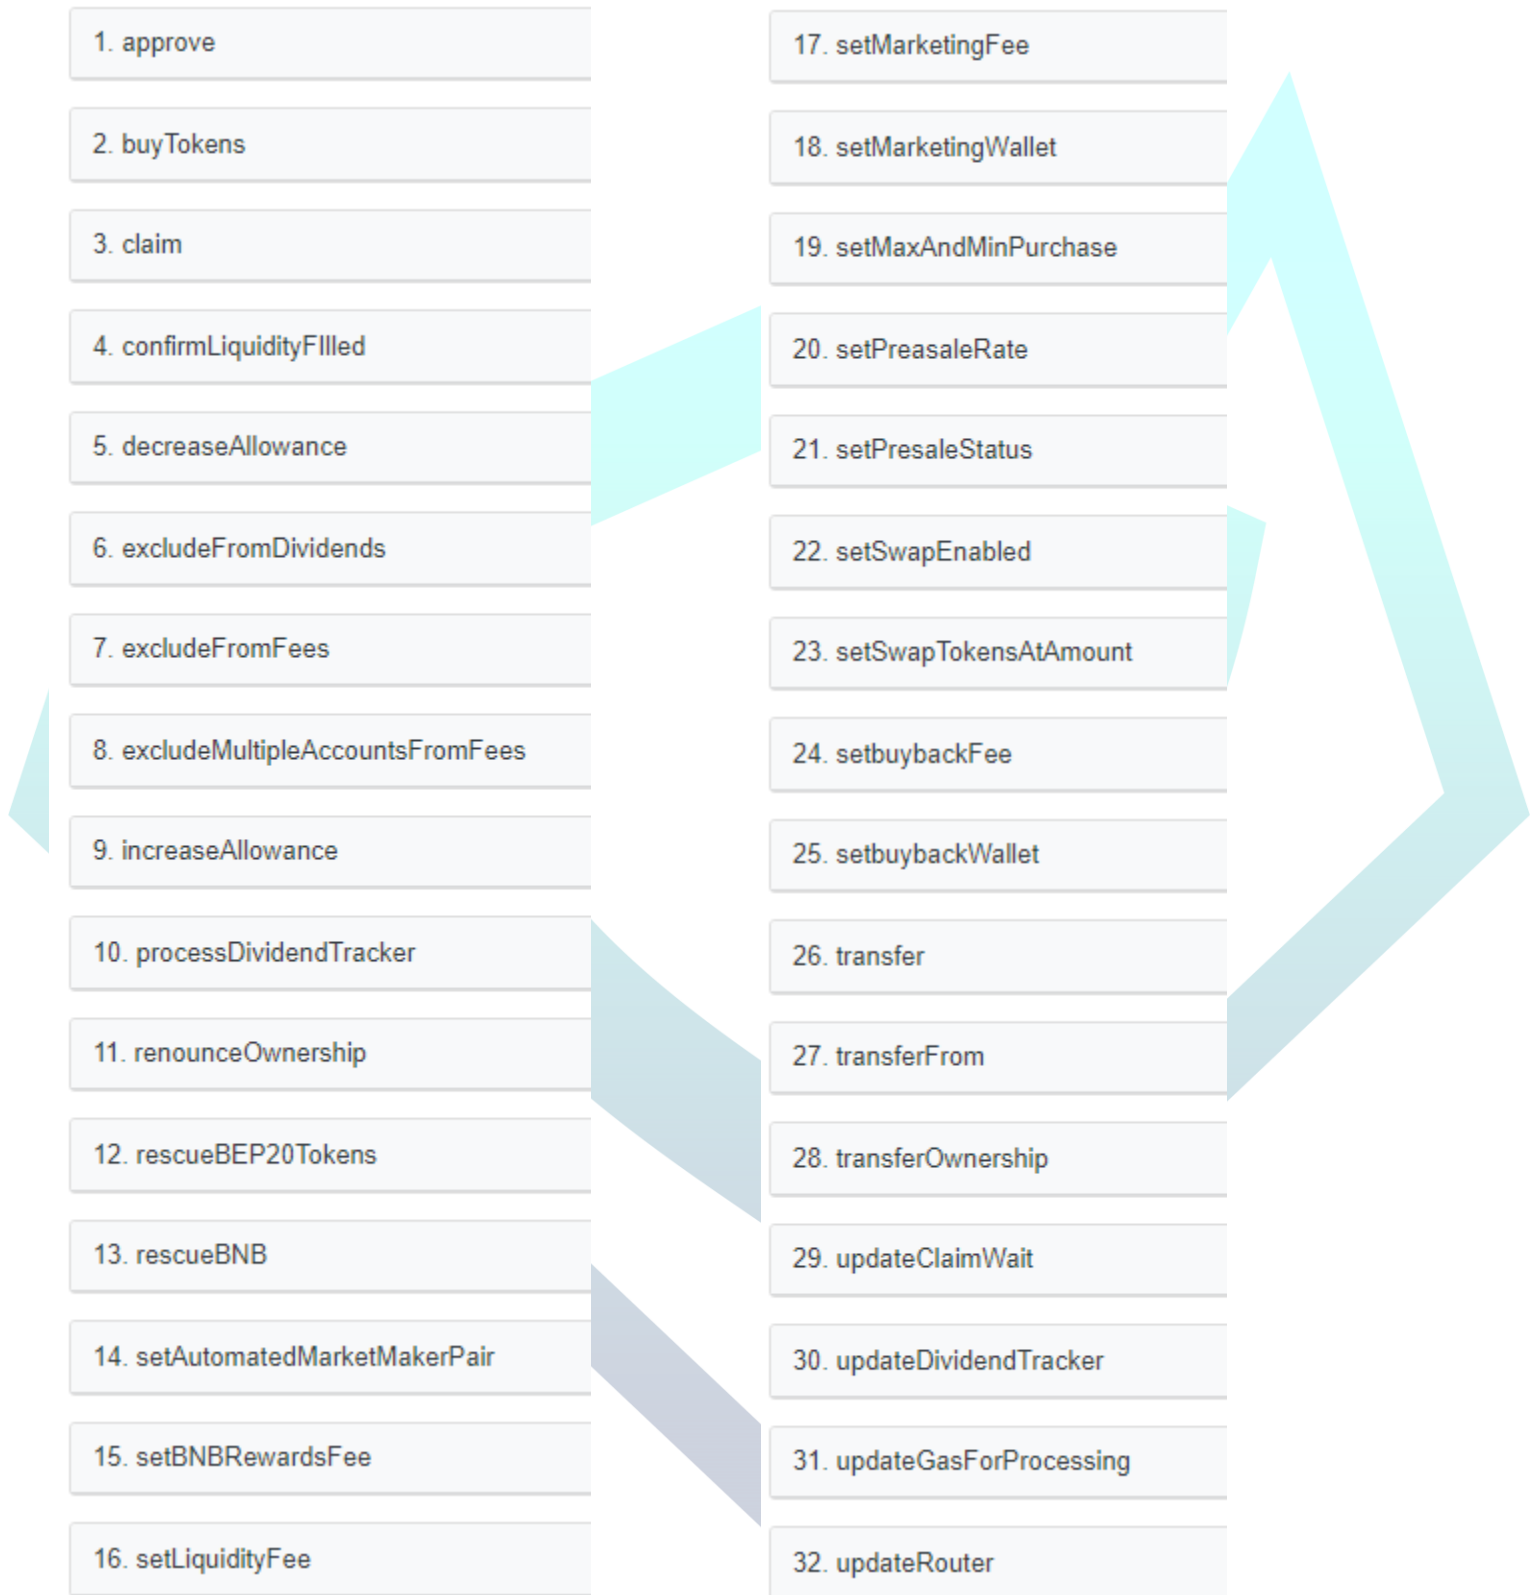 1. approve
2. buyTokens
3. claim
4. confirmLiquidityFIlled
5. decreaseAllowance
6. excludeFromDividends
7. excludeFromFees
8. excludeMultipleAccountsFromFees
9. increaseAllowance
10. processDividendTracker
11. renounceOwnership
12. rescueBEP20Tokens
13. rescueBNB
14. setAutomatedMarketMakerPair
15. setBNBRewardsFee
16. setLiquidityFee
17. setMarketingFee
18. setMarketingWallet
19. setMaxAndMinPurchase
20. setPreasaleRate
21. setPresaleStatus
22. setSwapEnabled
23. setSwapTokensAtAmount
24. setbuybackFee
25. setbuybackWallet
26. transfer
27. transferFrom
28. transferOwnership
29. updateClaimWait
30. updateDividendTracker
31. updateGasForProcessing
32. updateRouter